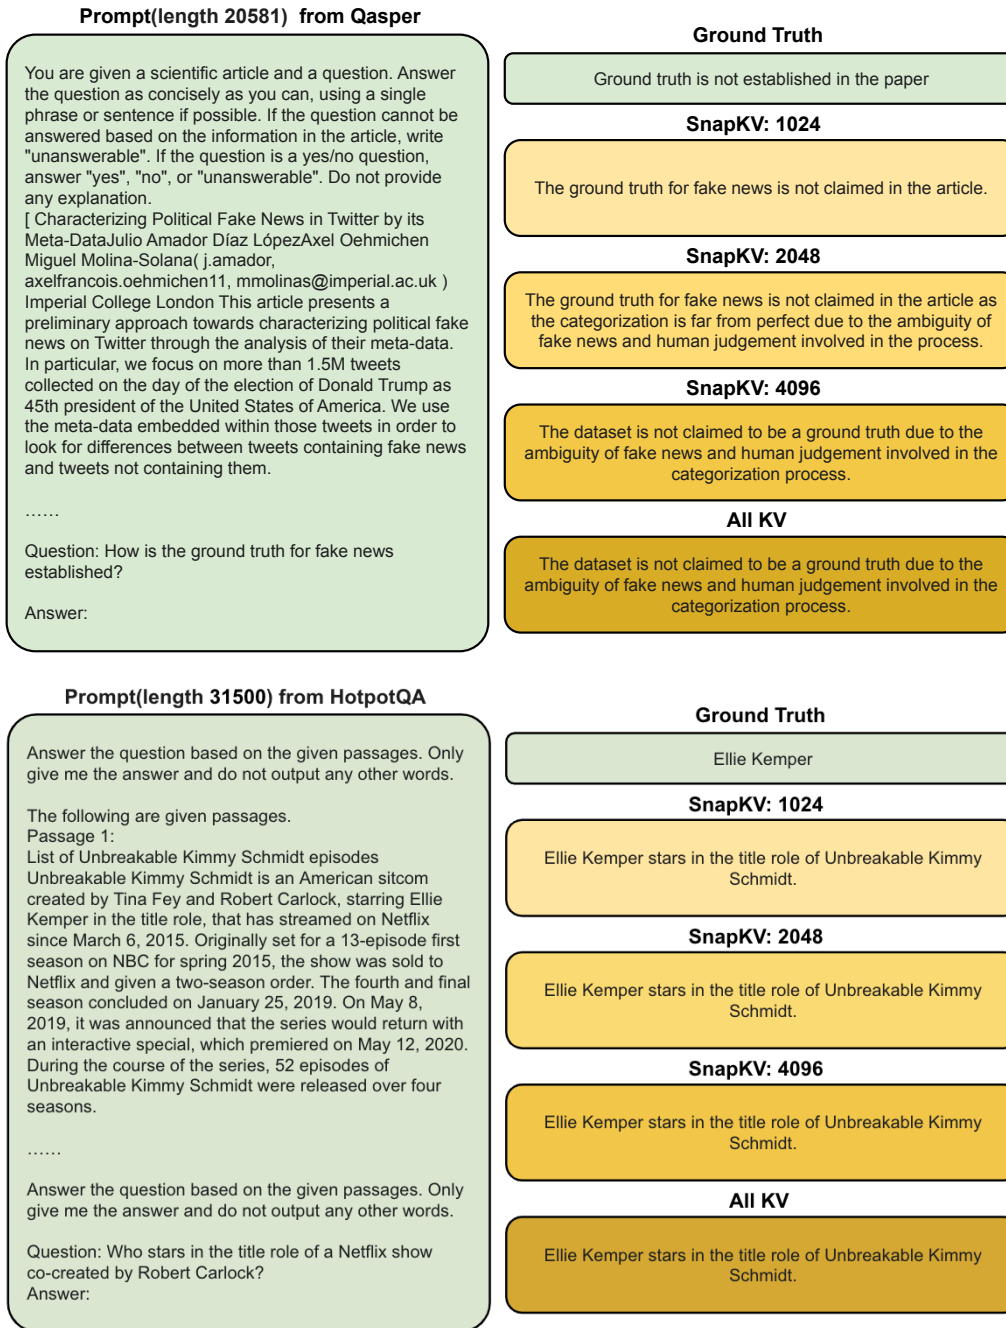 Prompt(length 20581)  from Qasper
You are given a scientific article and a question. Answer
the question as concisely as you can, using a single
phrase or sentence if possible. If the question cannot be
answered based on the information in the article, write
"unanswerable". If the question is a yes/no question,
answer "yes", "no", or "unanswerable". Do not provide
any explanation.
[ Characterizing Political Fake News in Twitter by its
Meta-DataJulio Amador Díaz LópezAxel Oehmichen
Miguel Molina-Solana( j.amador,
axelfrancois.oehmichen11, mmolinas@imperial.ac.uk )
Imperial College London This article presents a
preliminary approach towards characterizing political fake
news on Twitter through the analysis of their meta-data.
In particular, we focus on more than 1.5M tweets
collected on the day of the election of Donald Trump as
45th president of the United States of America. We use
the meta-data embedded within those tweets in order to
look for differences between tweets containing fake news
and tweets not containing them.
......
Question: How is the ground truth for fake news
established?
Answer:
Ground Truth
Ground truth is not established in the paper
SnapKV: 1024
The ground truth for fake news is not claimed in the article.
SnapKV: 2048
The ground truth for fake news is not claimed in the article as
the categorization is far from perfect due to the ambiguity of
fake news and human judgement involved in the process.
SnapKV: 4096
The dataset is not claimed to be a ground truth due to the
ambiguity of fake news and human judgement involved in the
categorization process.
All KV
The dataset is not claimed to be a ground truth due to the
ambiguity of fake news and human judgement involved in the
categorization process.
Prompt(length 31500) from HotpotQA
Answer the question based on the given passages. Only
give me the answer and do not output any other words.
The following are given passages.
Passage 1:
List of Unbreakable Kimmy Schmidt episodes
Unbreakable Kimmy Schmidt is an American sitcom
created by Tina Fey and Robert Carlock, starring Ellie
Kemper in the title role, that has streamed on Netflix
since March 6, 2015. Originally set for a 13-episode first
season on NBC for spring 2015, the show was sold to
Netflix and given a two-season order. The fourth and final
season concluded on January 25, 2019. On May 8,
2019, it was announced that the series would return with
an interactive special, which premiered on May 12, 2020.
During the course of the series, 52 episodes of
Unbreakable Kimmy Schmidt were released over four
seasons.
......
Answer the question based on the given passages. Only
give me the answer and do not output any other words.
Question: Who stars in the title role of a Netflix show
co-created by Robert Carlock?
Answer:
Ground Truth
Ellie Kemper
SnapKV: 1024
Ellie Kemper stars in the title role of Unbreakable Kimmy
Schmidt.
SnapKV: 2048
Ellie Kemper stars in the title role of Unbreakable Kimmy
Schmidt.
SnapKV: 4096
Ellie Kemper stars in the title role of Unbreakable Kimmy
Schmidt.
All KV
Ellie Kemper stars in the title role of Unbreakable Kimmy
Schmidt.